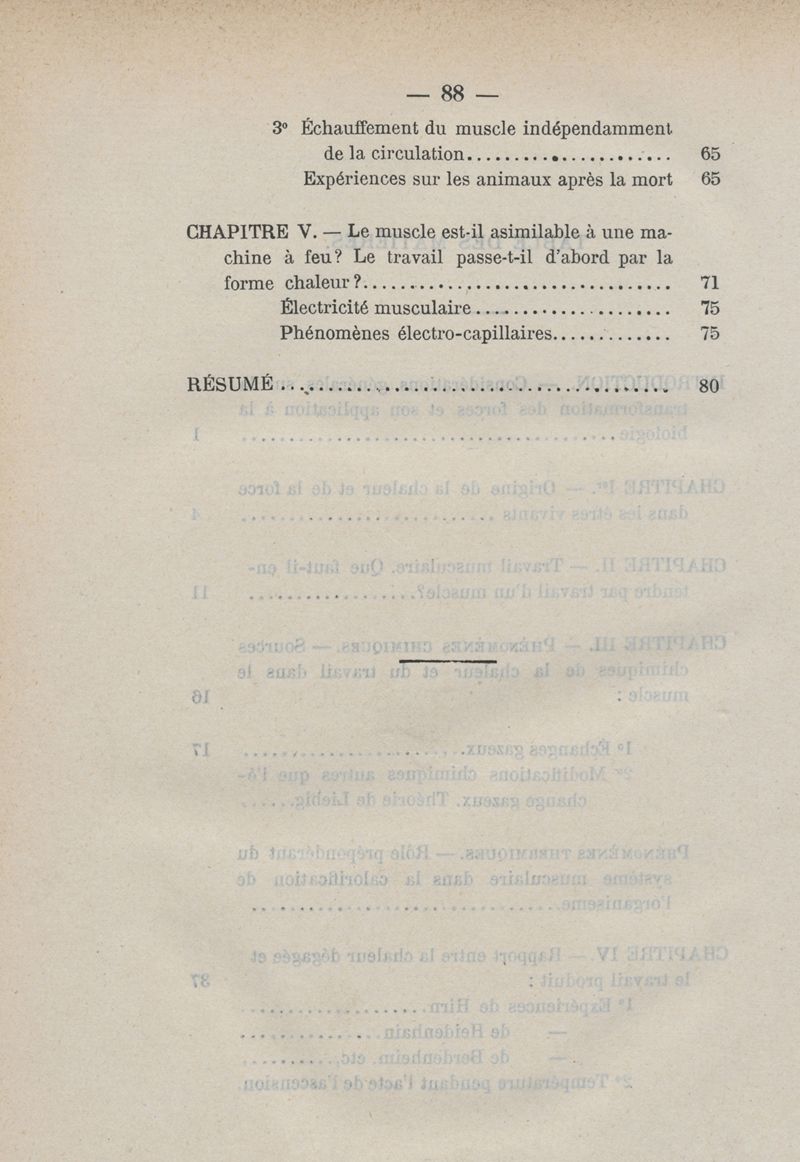 — 88 —
3º Échauffement du muscle indépendamment
de la circulation...................... 65
Expériences sur les animaux après la mort 65
CHAPITRE V. — Le muscle est-il asimilable à une ma-
chine à feu? Le travail passe-t-il d'abord par la
forme chaleur?................................. 71
Électricité musculaire..................... 75
Phénomènes électro-capillaires............. 75
RÉSUMÉ.......................................... 80